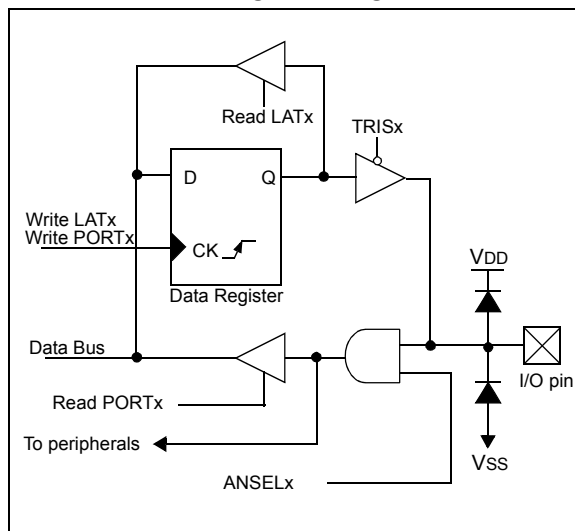 Read LATx
TRISx
D Q
Write LATx
Write PORTx
CK
Data Register
VDD
Data Bus
I/O pin
Read PORTx
To peripherals
VSS
ANSELx